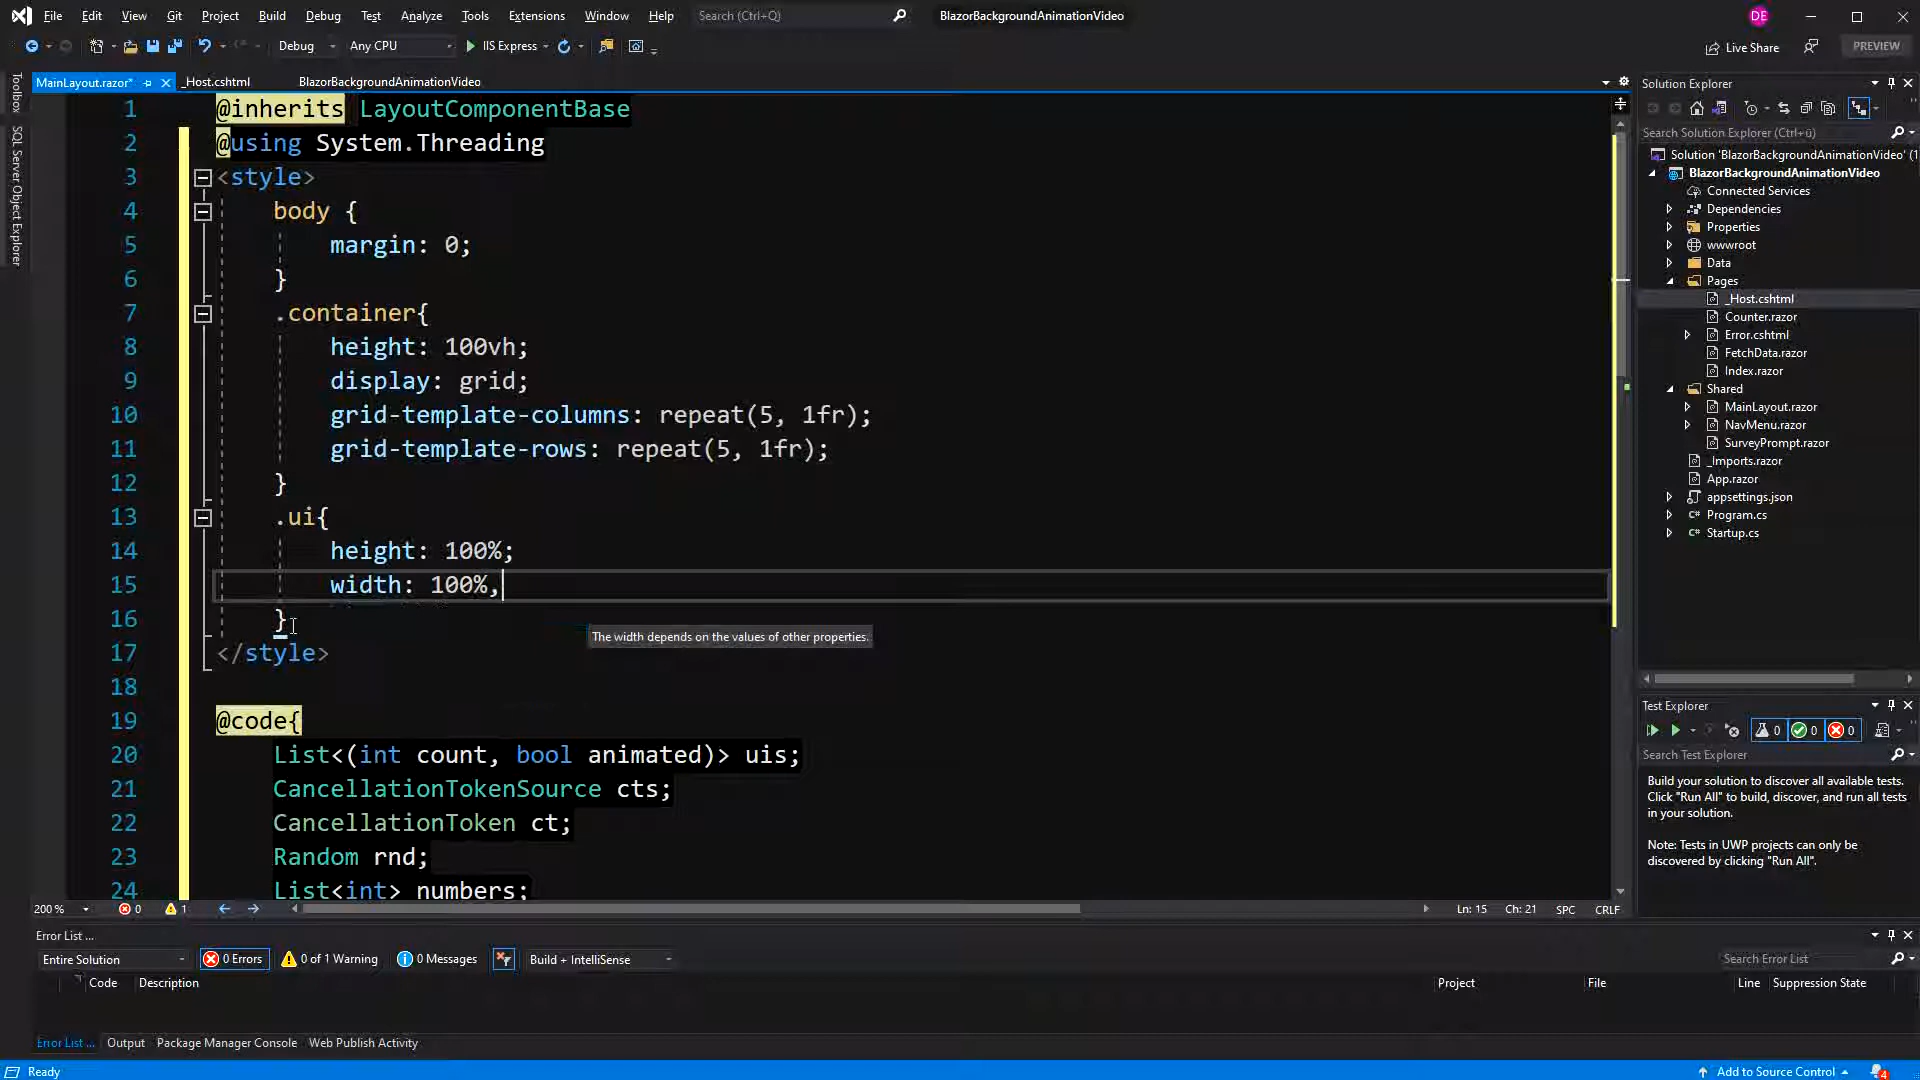 File Edit View Git Project Build Debug Test Analyze Tools Extensions Window Help Search (Ctrl+Q) BlazorBackgroundAnimationVideo DE
Debug Any CPU IIS Express Live Share PREVIEW
MainLayout.razor* _Host.cshtml BlazorBackgroundAnimationVideo
Toolbox
SQL Server Object Explorer
1 @inherits LayoutComponentBase
2 @using System.Threading
3 <style>
4 body {
5 margin: 0;
6 }
7 .container{
8 height: 100vh;
9 display: grid;
10 grid-template-columns: repeat(5, 1fr);
11 grid-template-rows: repeat(5, 1fr);
12 }
13 .ui{
14 height: 100%;
15 width: 100%,
16 }
The width depends on the values of other properties.
17 </style>
18
19 @code{
20 List<(int count, bool animated)> uis;
21 CancellationTokenSource cts;
22 CancellationToken ct;
23 Random rnd;
24 List<int> numbers;
200 % 0 1 Ln: 15 Ch: 21 SPC CRLF
Solution Explorer
Search Solution Explorer (Ctrl+ü)
Solution 'BlazorBackgroundAnimationVideo' (1
BlazorBackgroundAnimationVideo
Connected Services
Dependencies
Properties
wwwroot
Data
Pages
_Host.cshtml
Counter.razor
Error.cshtml
FetchData.razor
Index.razor
Shared
MainLayout.razor
NavMenu.razor
SurveyPrompt.razor
_Imports.razor
App.razor
appsettings.json
Program.cs
Startup.cs
Test Explorer
0 0 0
Search Test Explorer
Build your solution to discover all available tests.
Click "Run All" to build, discover, and run all tests
in your solution.
Note: Tests in UWP projects can only be
discovered by clicking "Run All".
Error List ...
Entire Solution 0 Errors 0 of 1 Warning 0 Messages Build + IntelliSense Search Error List
Code Description Project File Line Suppression State
Error List ... Output Package Manager Console Web Publish Activity
Ready Add to Source Control 4